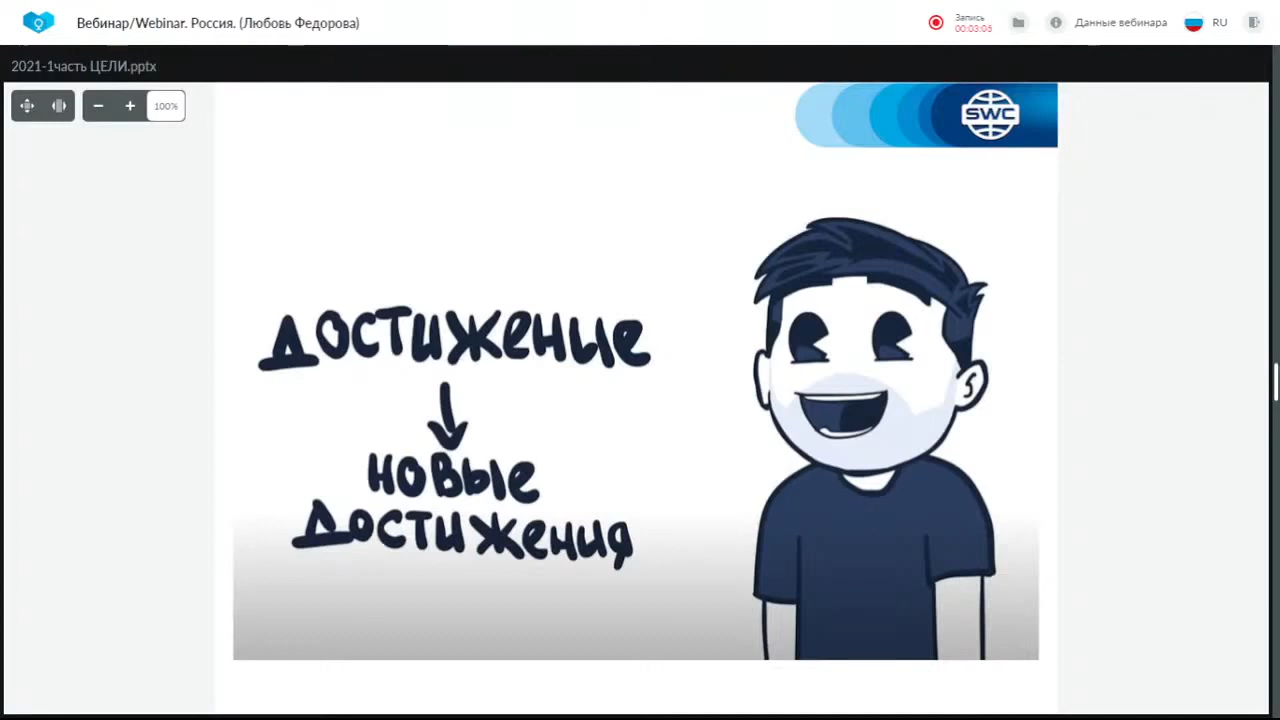 Вебинар/Webinar. Россия. (Любовь Федорова)
Запись
00:03:06
Данные вебинара
RU
2021-1часть ЦЕЛИ.pptx
100%
SWC
достижение
новые
достижения